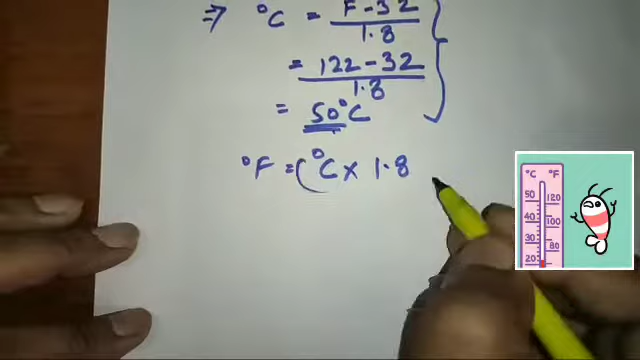 ⇒ °C = F - 32 / 1.8
= 122 - 32 / 1.8
= 50°C
°F = (°C × 1.8
°C °F
50 120
40 100
30 80
20